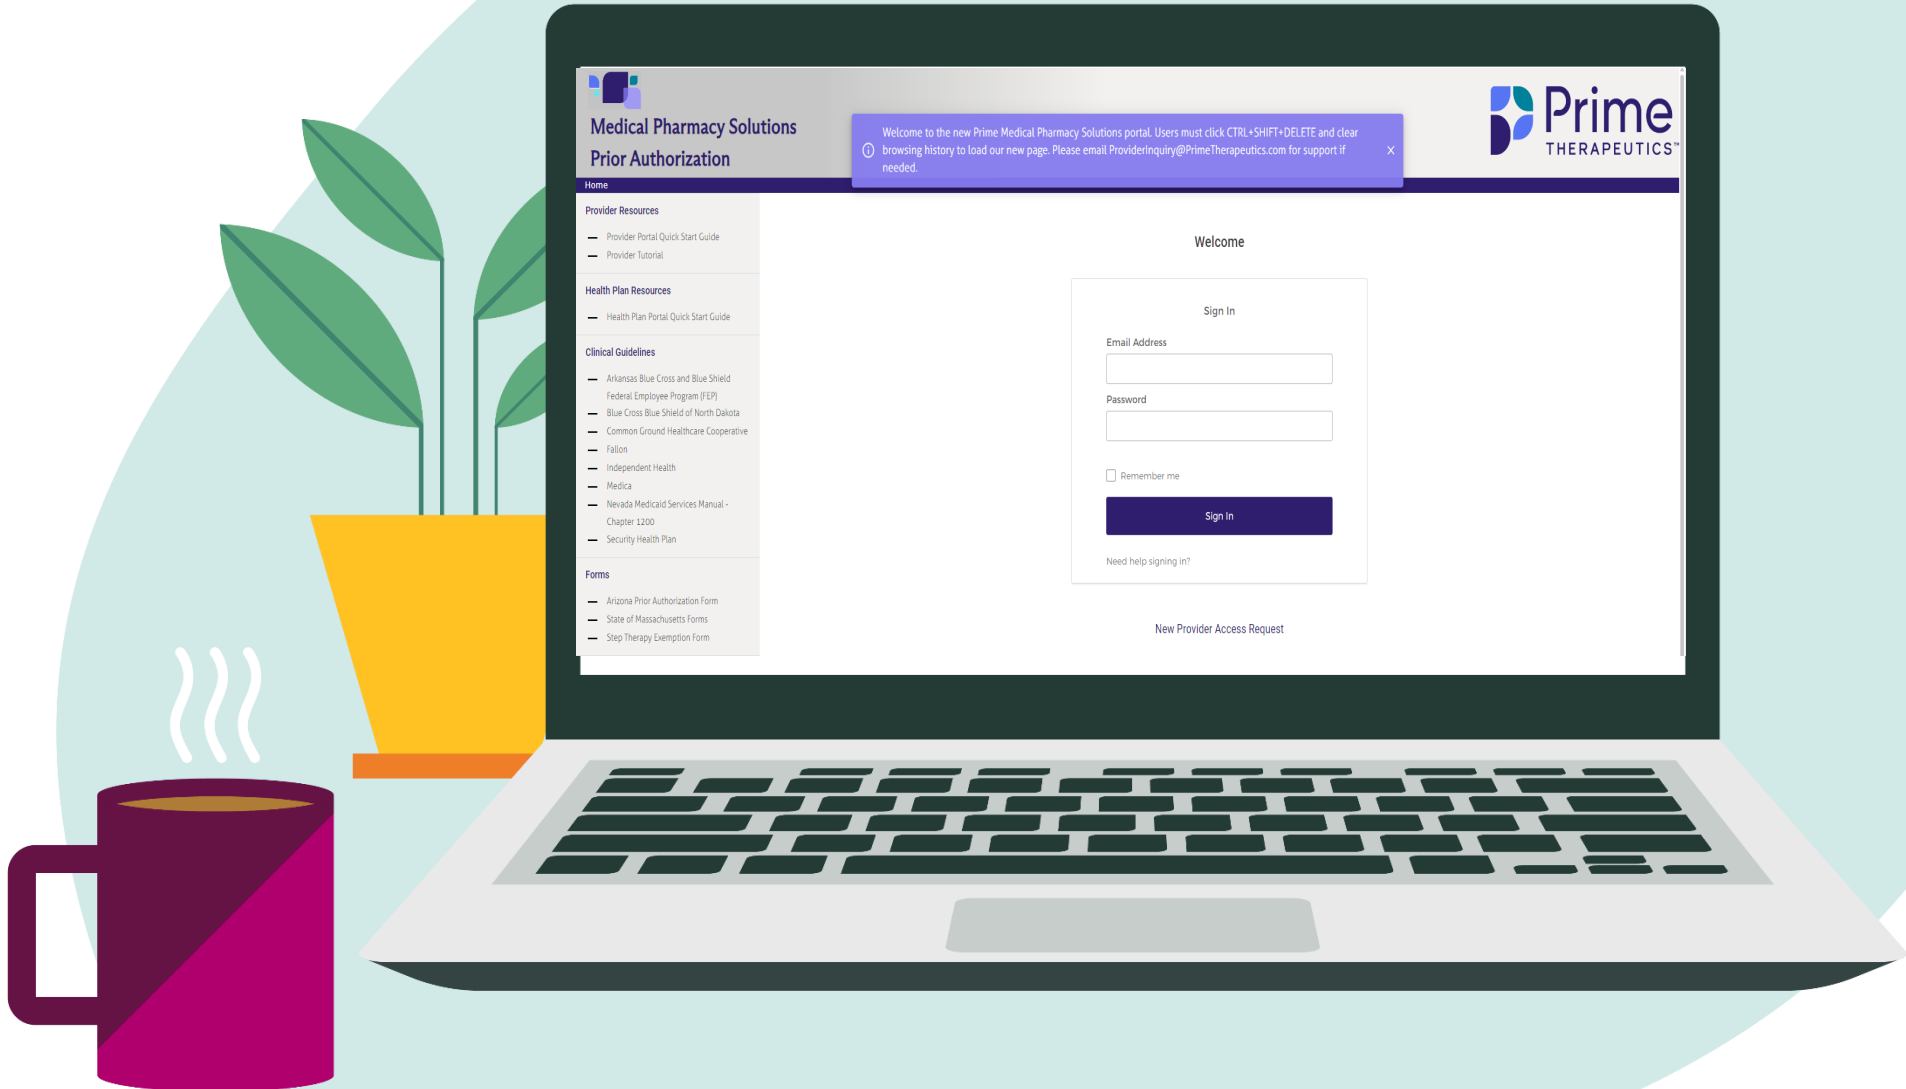 Medical Pharmacy Solutions
Prior Authorization
Welcome to the new Prime Medical Pharmacy Solutions portal. Users must click CTRL+SHIFT+DELETE and clear
browsing history to load our new page. Please email ProviderInquiry@PrimeTherapeutics.com for support if
needed.
X
Prime
THERAPEUTICS™
Home
Provider Resources
Provider Portal Quick Start Guide
Provider Tutorial
Health Plan Resources
Health Plan Portal Quick Start Guide
Clinical Guidelines
Arkansas Blue Cross and Blue Shield
Federal Employee Program (FEP)
Blue Cross Blue Shield of North Dakota
Common Ground Healthcare Cooperative
Fallon
Independent Health
Medica
Nevada Medicaid Services Manual -
Chapter 1200
Security Health Plan
Forms
Arizona Prior Authorization Form
State of Massachusetts Forms
Step Therapy Exemption Form
Welcome
Sign In
Email Address
Password
Remember me
Sign In
Need help signing in?
New Provider Access Request